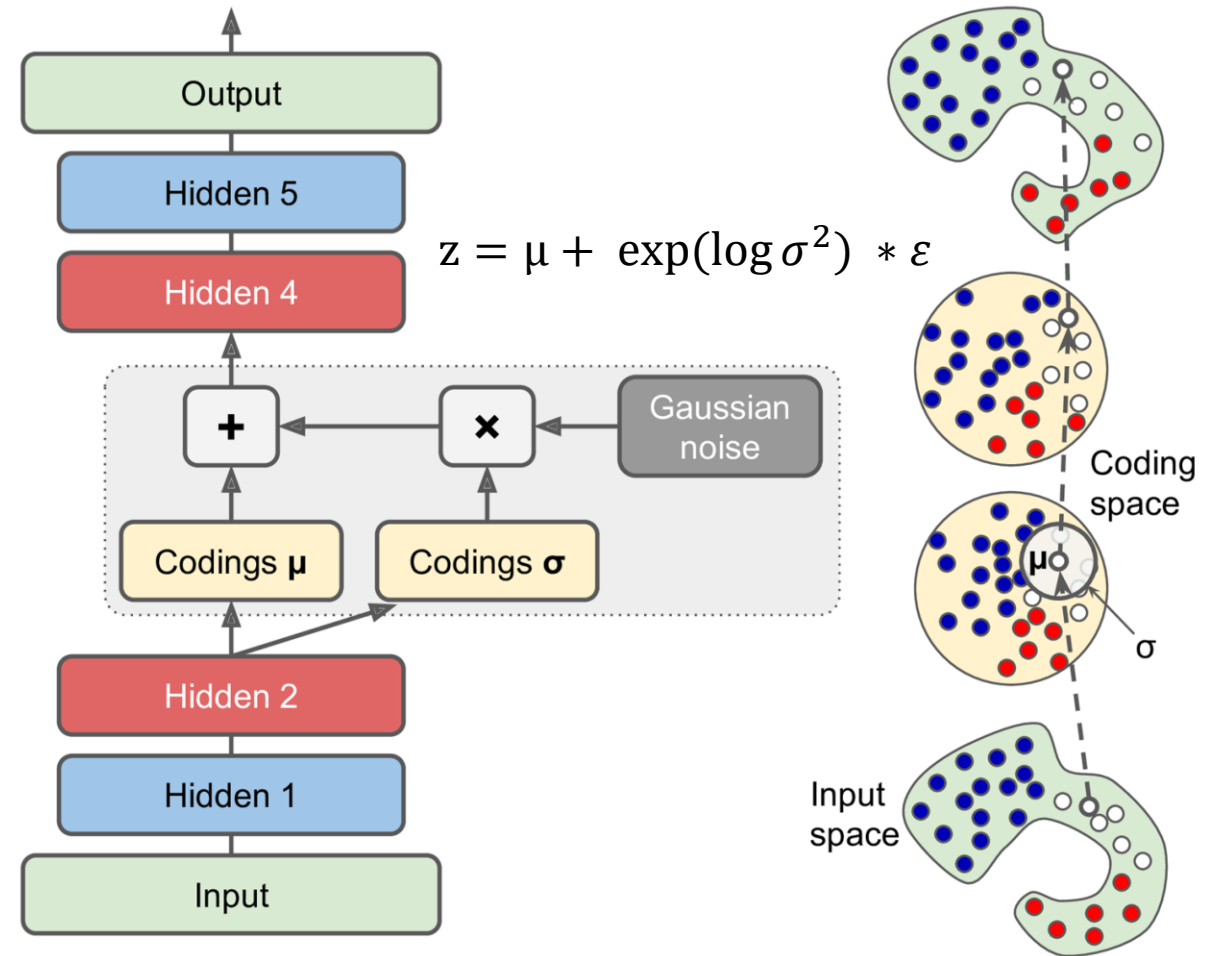 Output
Hidden 5
z = μ + exp(log σ²) * ε
Hidden 4
+
×
Gaussian
noise
Codings μ
Codings σ
Hidden 2
Hidden 1
Input
Coding
space
μ
σ
Input
space